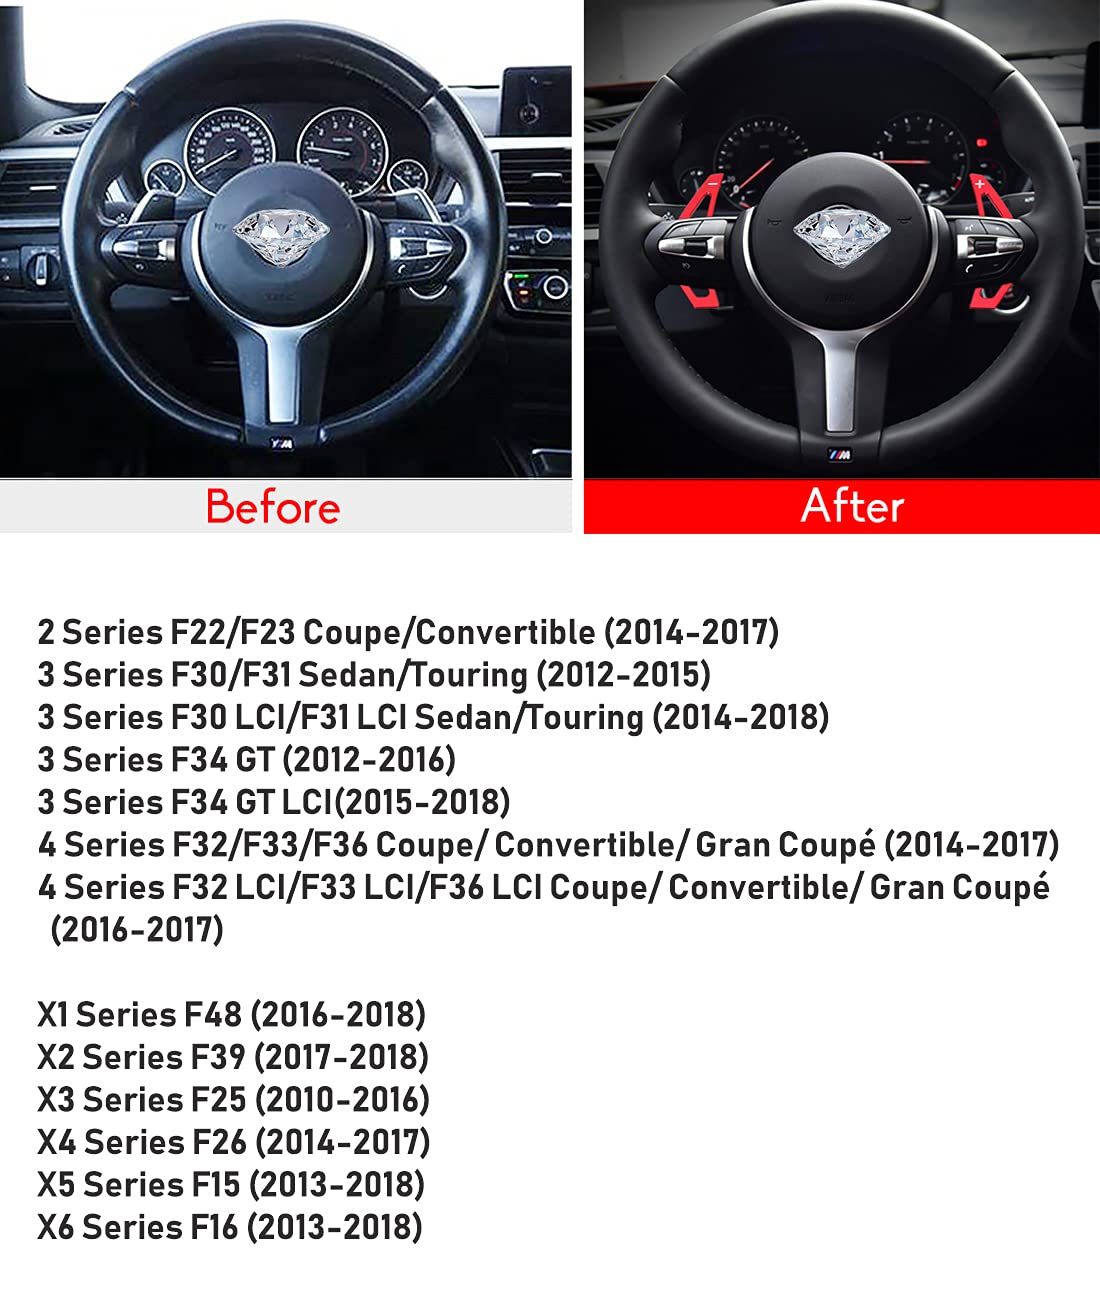 Before
After
2 Series F22/F23 Coupe/Convertible (2014-2017)
3 Series F30/F31 Sedan/Touring (2012-2015)
3 Series F30 LCI/F31 LCI Sedan/Touring (2014-2018)
3 Series F34 GT (2012-2016)
3 Series F34 GT LCI(2015-2018)
4 Series F32/F33/F36 Coupe/ Convertible/ Gran Coupé (2014-2017)
4 Series F32 LCI/F33 LCI/F36 LCI Coupe/ Convertible/ Gran Coupé
(2016-2017)
X1 Series F48 (2016-2018)
X2 Series F39 (2017-2018)
X3 Series F25 (2010-2016)
X4 Series F26 (2014-2017)
X5 Series F15 (2013-2018)
X6 Series F16 (2013-2018)